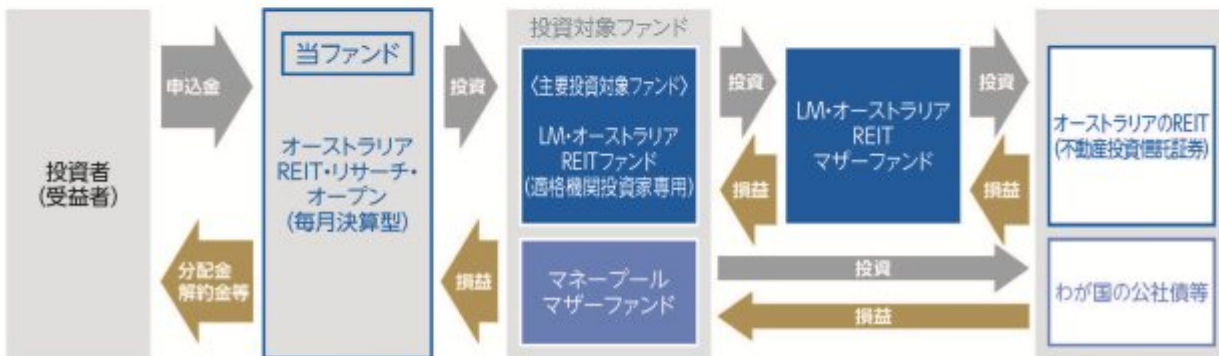 投資者
(受益者)
申込金
分配金
解約金等
当ファンド
オーストラリア
REIT・リサーチ・
オープン
(毎月決算型)
投資
損益
投資対象ファンド
〈主要投資対象ファンド〉
LM・オーストラリア
REITファンド
(適格機関投資家専用)
マネープール
マザーファンド
投資
損益
LM・オーストラリア
REIT
マザーファンド
投資
損益
投資
損益
オーストラリアのREIT
(不動産投資信託証券)
わが国の公社債等